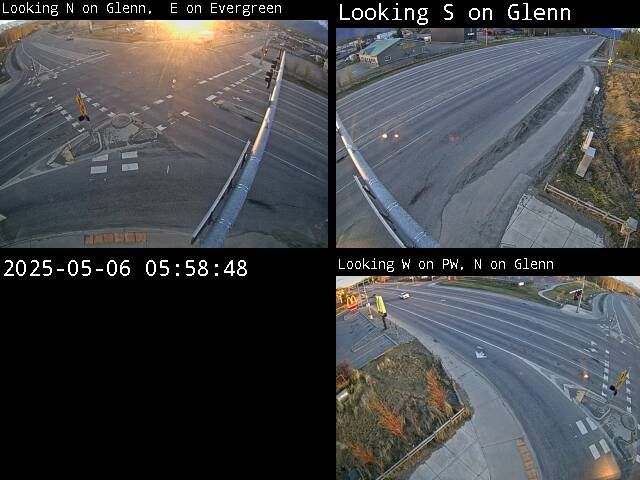 Looking N on Glenn,  E on Evergreen
Looking S on Glenn
2025-05-06 05:58:48
Looking W on PW, N on Glenn